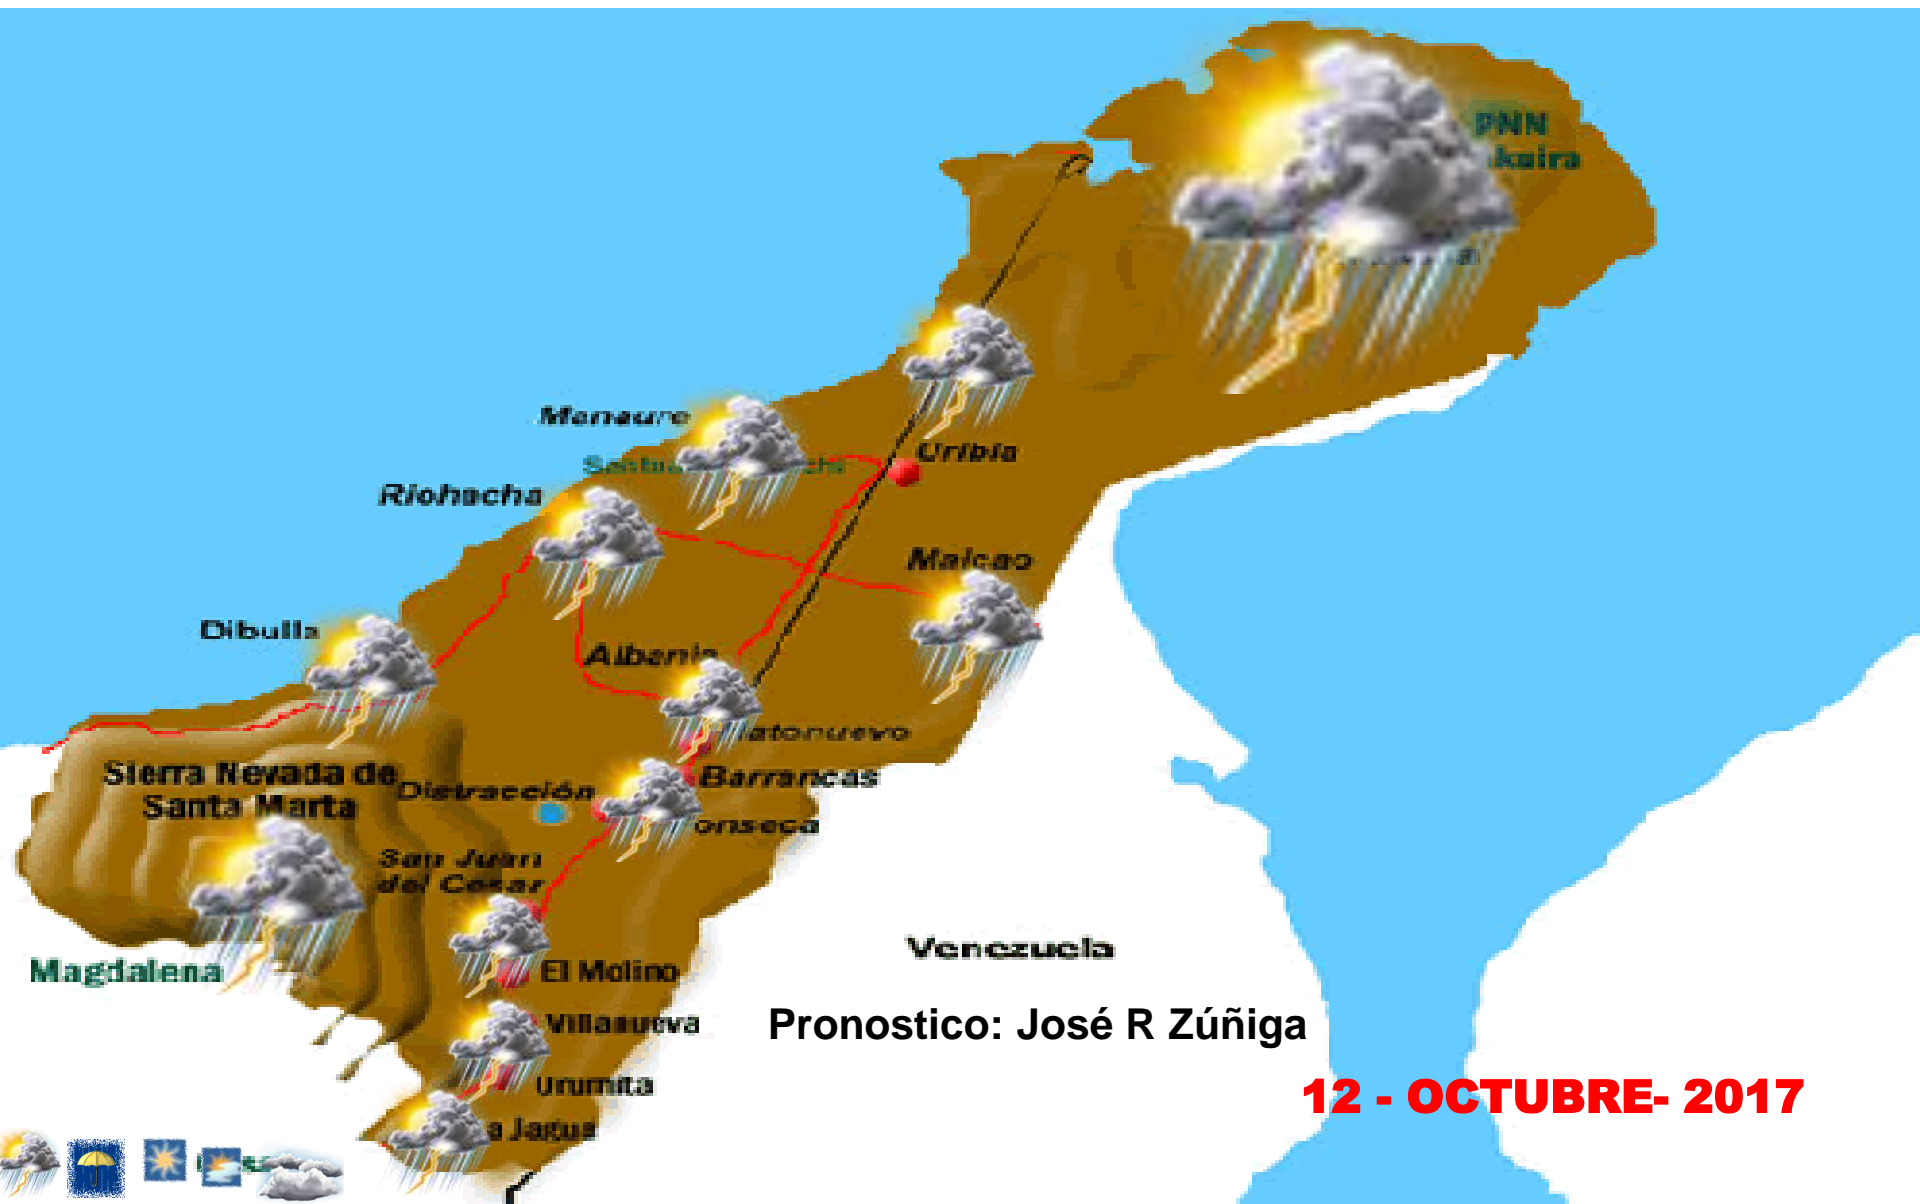 PNN
Manaure
Uribia
Riohacha
Maicao
Dibulla
Albania
Barrancas
Sierra Nevada de
Santa Marta
Distracción
San Juan
del Cesar
Magdalena
El Molino
Venezuela
Villanueva
Pronostico: José R Zúñiga
Urumita
12 - OCTUBRE- 2017
a Jagua